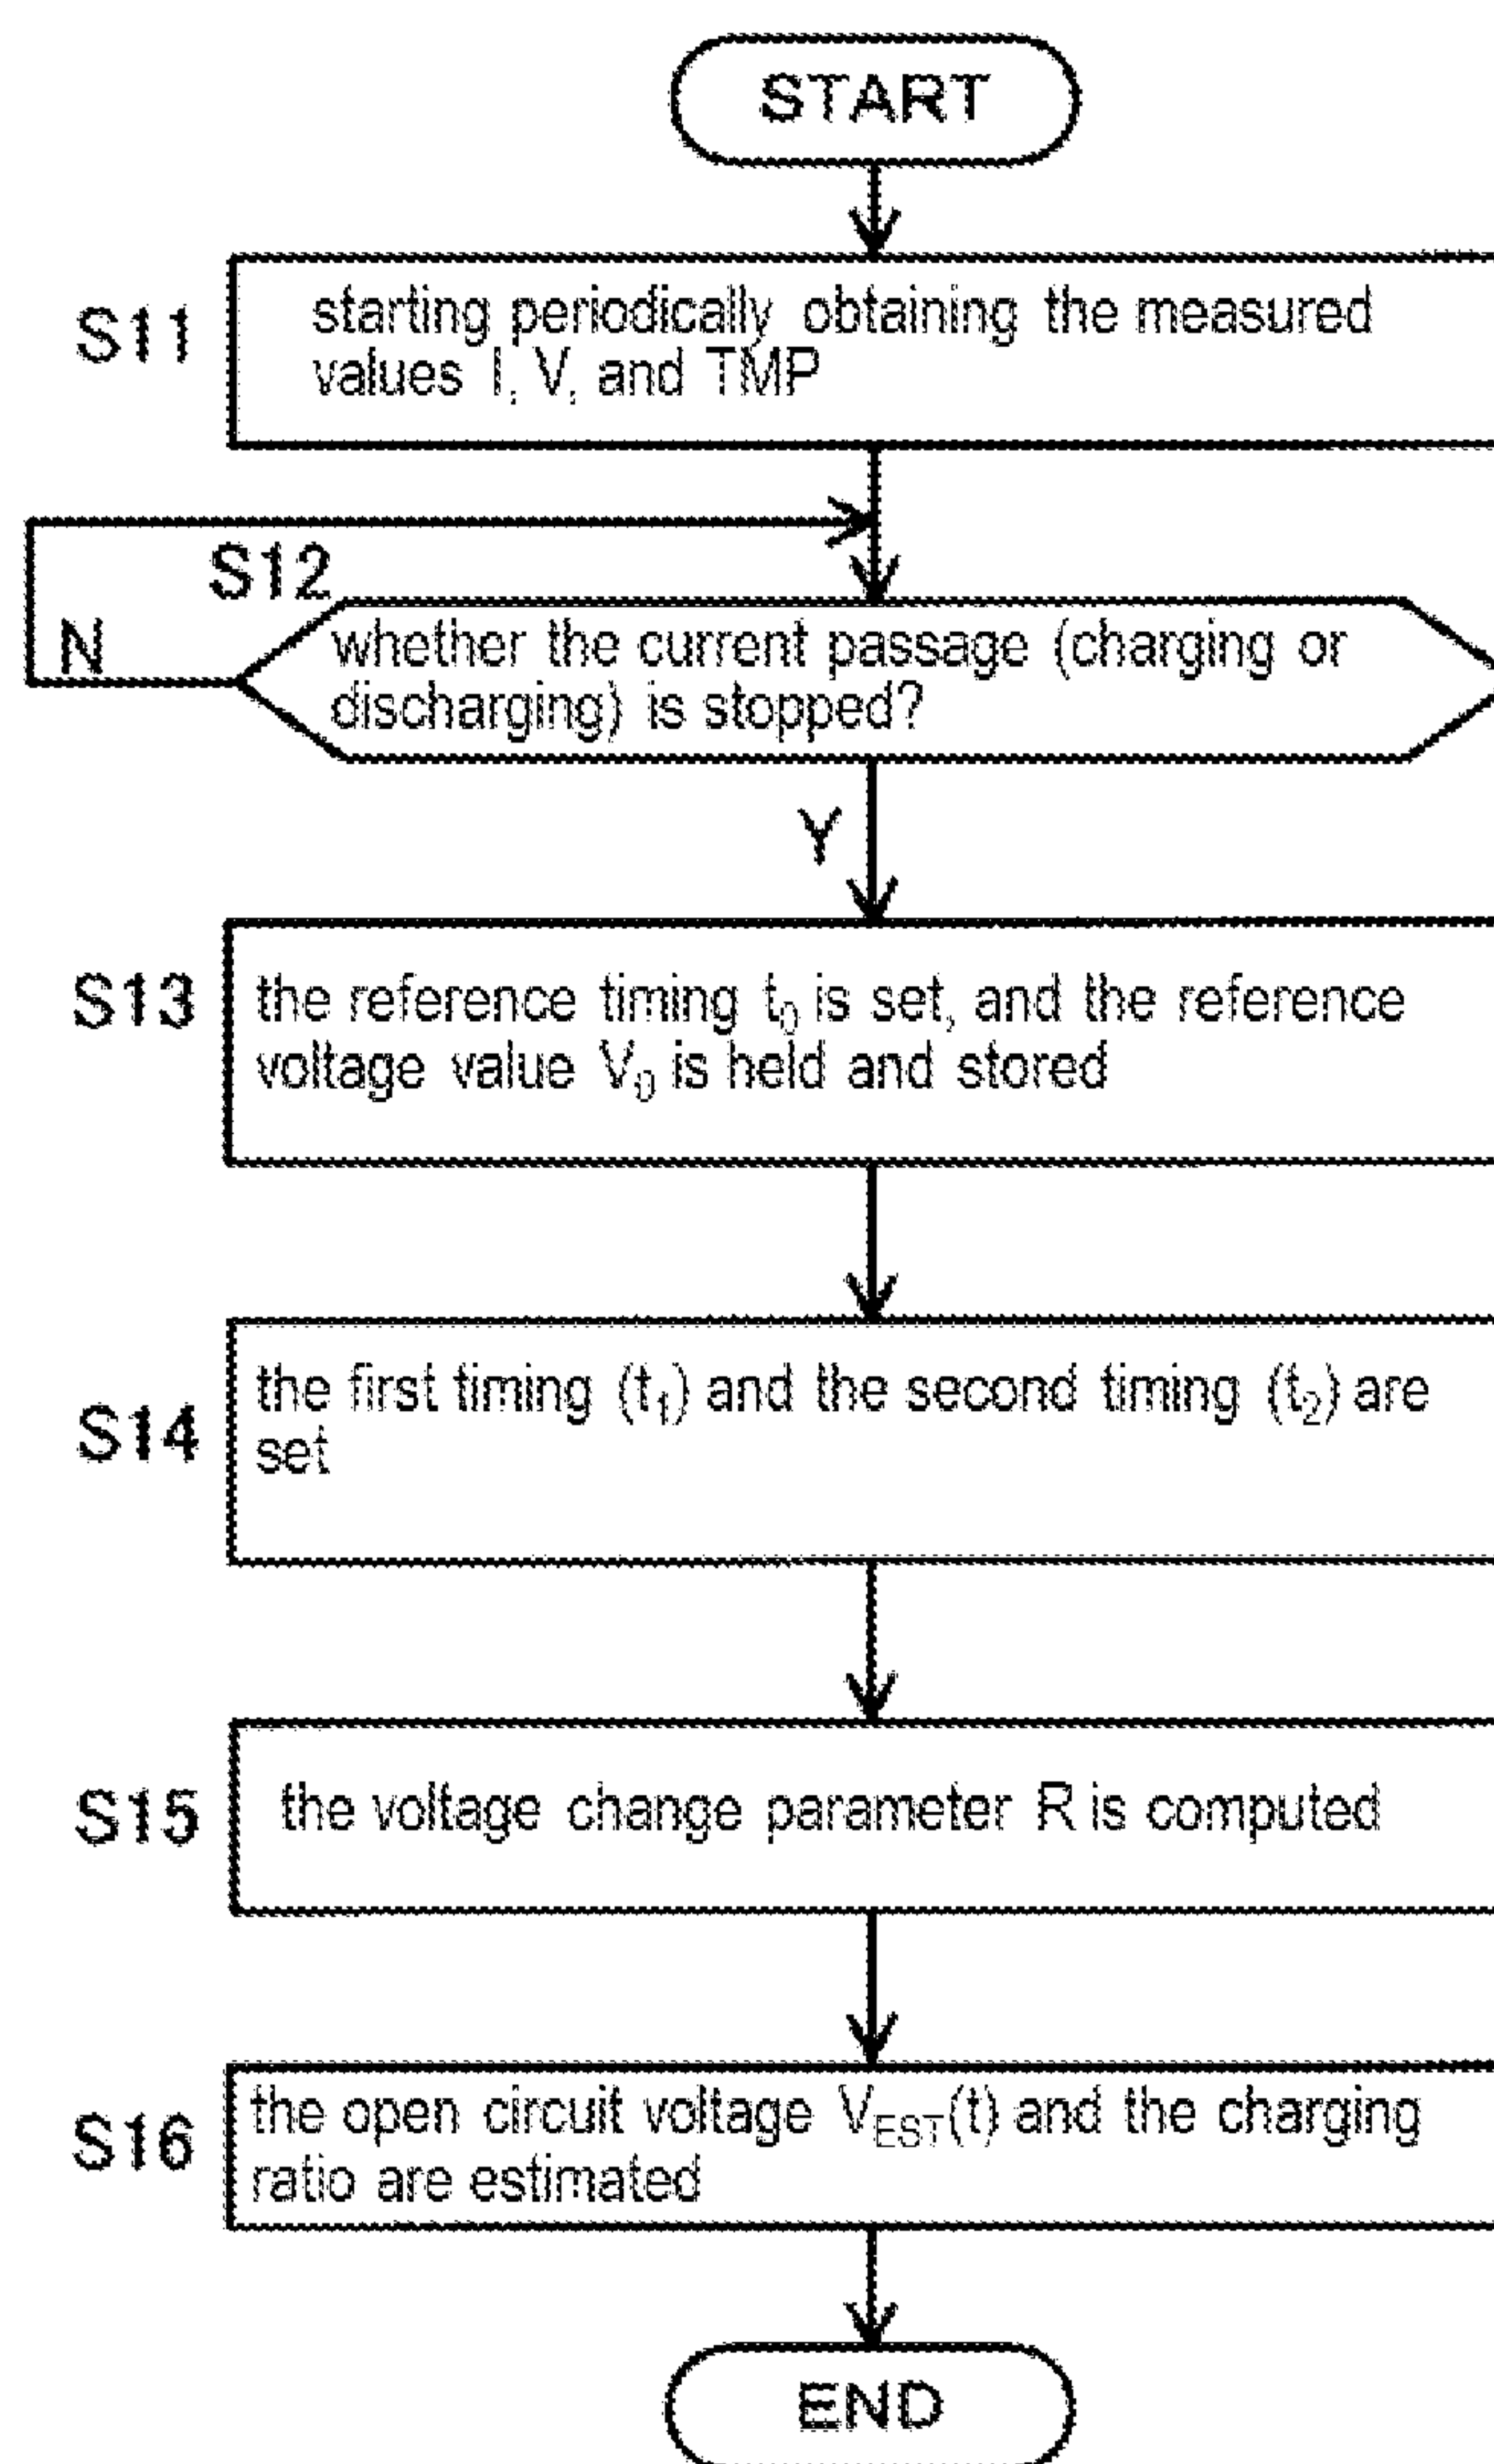 START
S11
starting periodically obtaining the measured
values I, V, and TMP
S12
N
whether the current passage (charging or
discharging) is stopped?
Y
S13
the reference timing t₀ is set, and the reference
voltage value V₀ is held and stored
S14
the first timing (t₁) and the second timing (t₂) are
set
S15
the voltage change parameter R is computed
S16
the open circuit voltage V_EST(t) and the charging
ratio are estimated
END